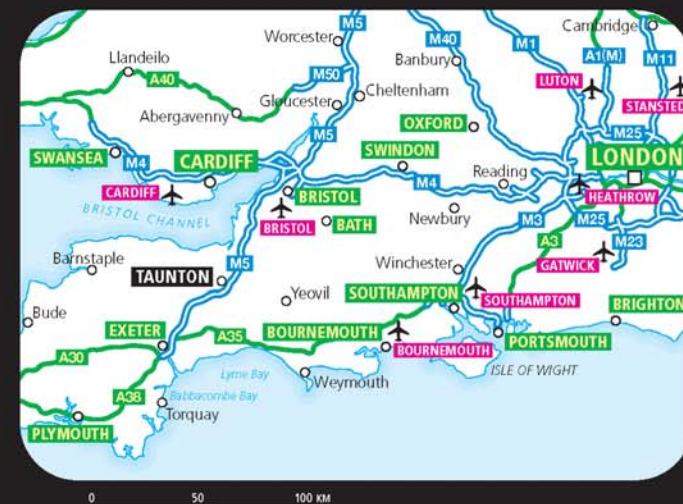 M5
M40
M1
Cambridge
Worcester
Banbury
A1(M)
M11
Llandeilo
A40
M50
LUTON
STANSTED
Gloucester
Cheltenham
Abergavenny
M5
OXFORD
M25
SWANSEA
M4
CARDIFF
SWINDON
LONDON
Reading
M4
CARDIFF
BRISTOL
HEATHROW
BRISTOL CHANNEL
BRISTOL
BATH
Newbury
M3
M25
A3
M23
Barnstaple
M5
Winchester
GATWICK
TAUNTON
Yeovil
SOUTHAMPTON
SOUTHAMPTON
Bude
BRIGHTON
EXETER
A35
BOURNEMOUTH
PORTSMOUTH
A30
BOURNEMOUTH
Lyme Bay
Weymouth
ISLE OF WIGHT
A38
Babbacombe Bay
Torquay
PLYMOUTH
0 50 100 KM